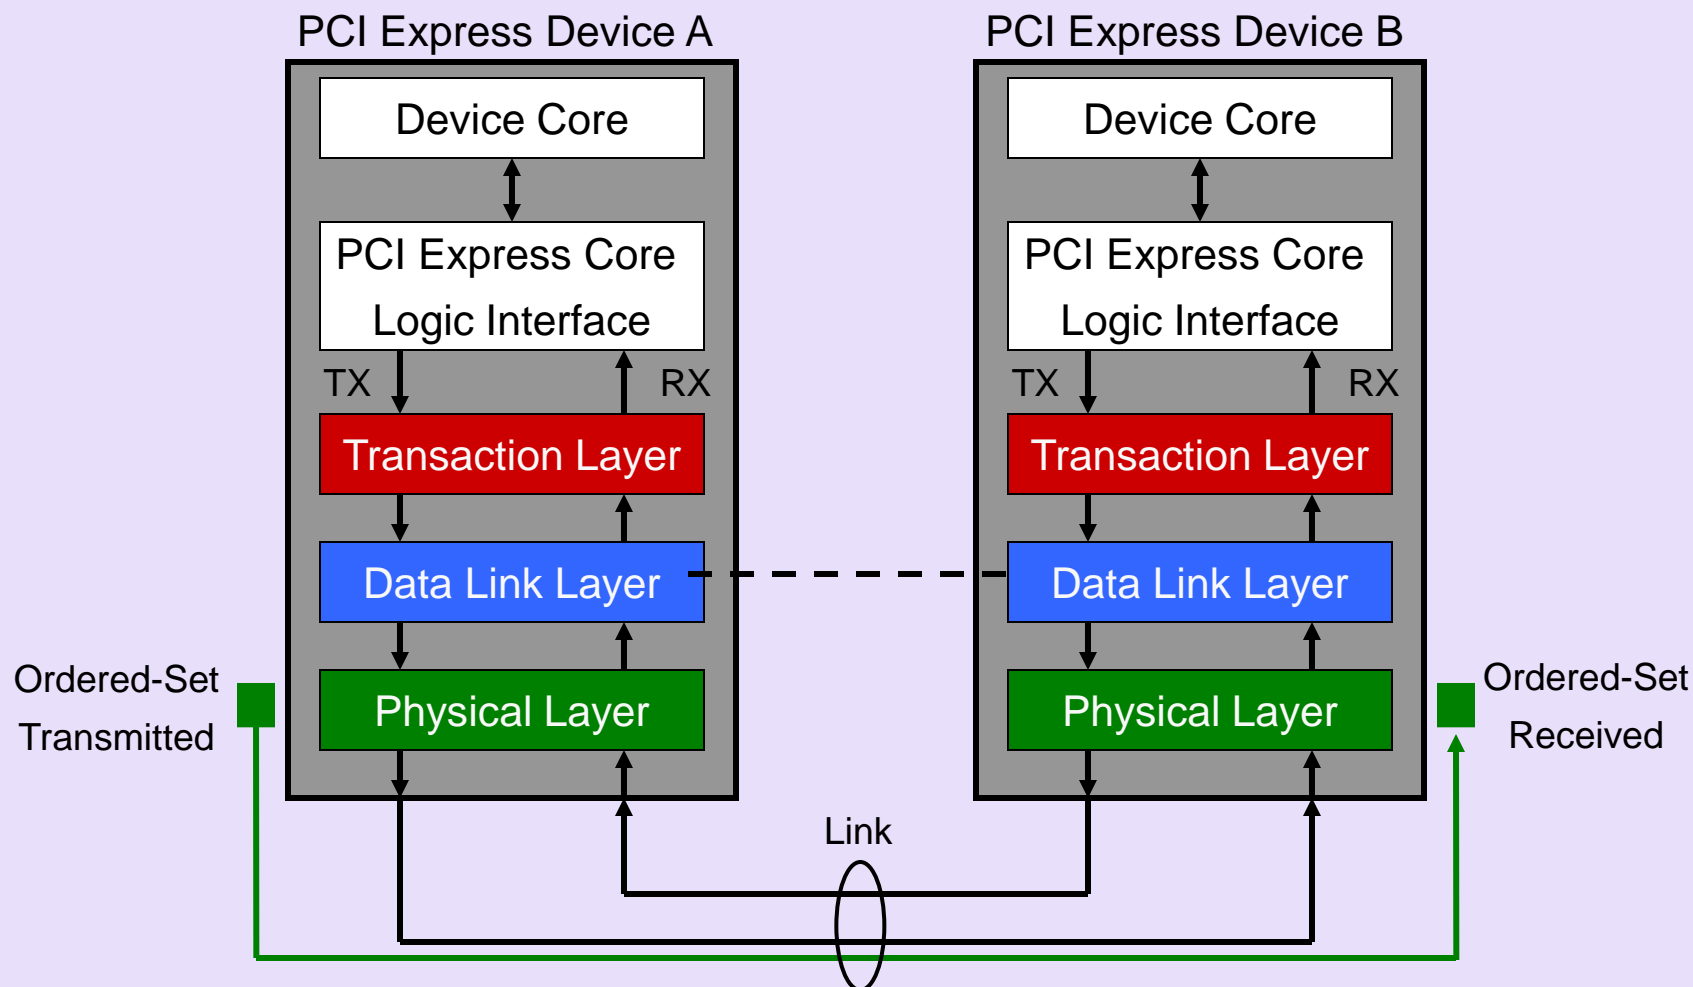 PCI Express Device A
PCI Express Device B
Device Core
Device Core
PCI Express Core
Logic Interface
PCI Express Core
Logic Interface
TX
RX
TX
RX
Transaction Layer
Transaction Layer
Data Link Layer
Data Link Layer
Ordered-Set
Transmitted
Physical Layer
Physical Layer
Ordered-Set
Received
Link